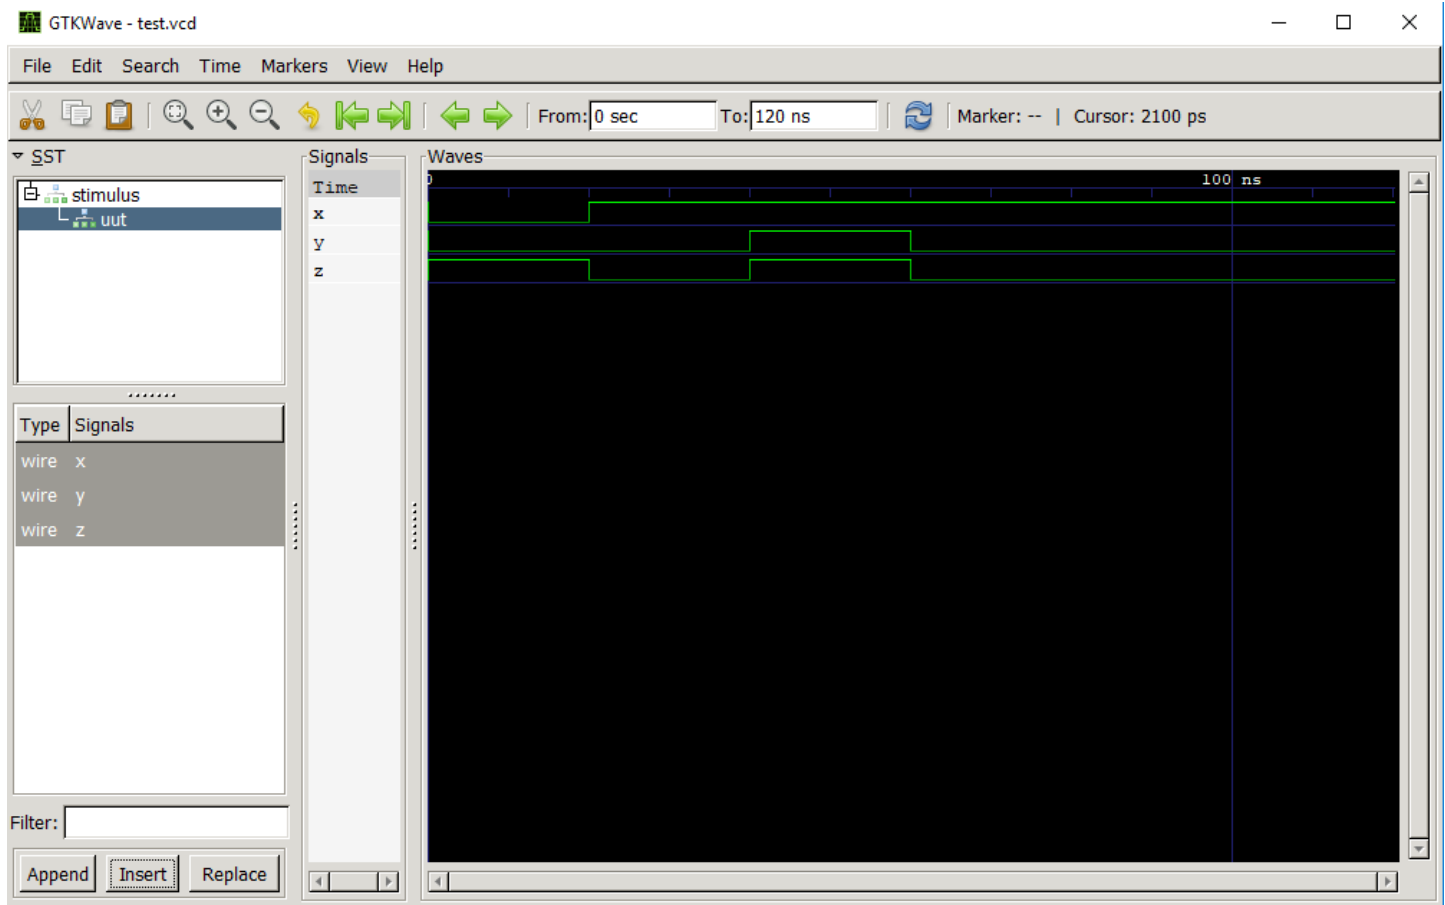 GTKWave - test.vcd
File Edit Search Time Markers View Help
From: 0 sec To: 120 ns Marker: -- | Cursor: 2100 ps
SST
stimulus
uut
Type Signals
wire x
wire y
wire z
Filter:
Append Insert Replace
Signals
Time
x
y
z
Waves
0 100 ns